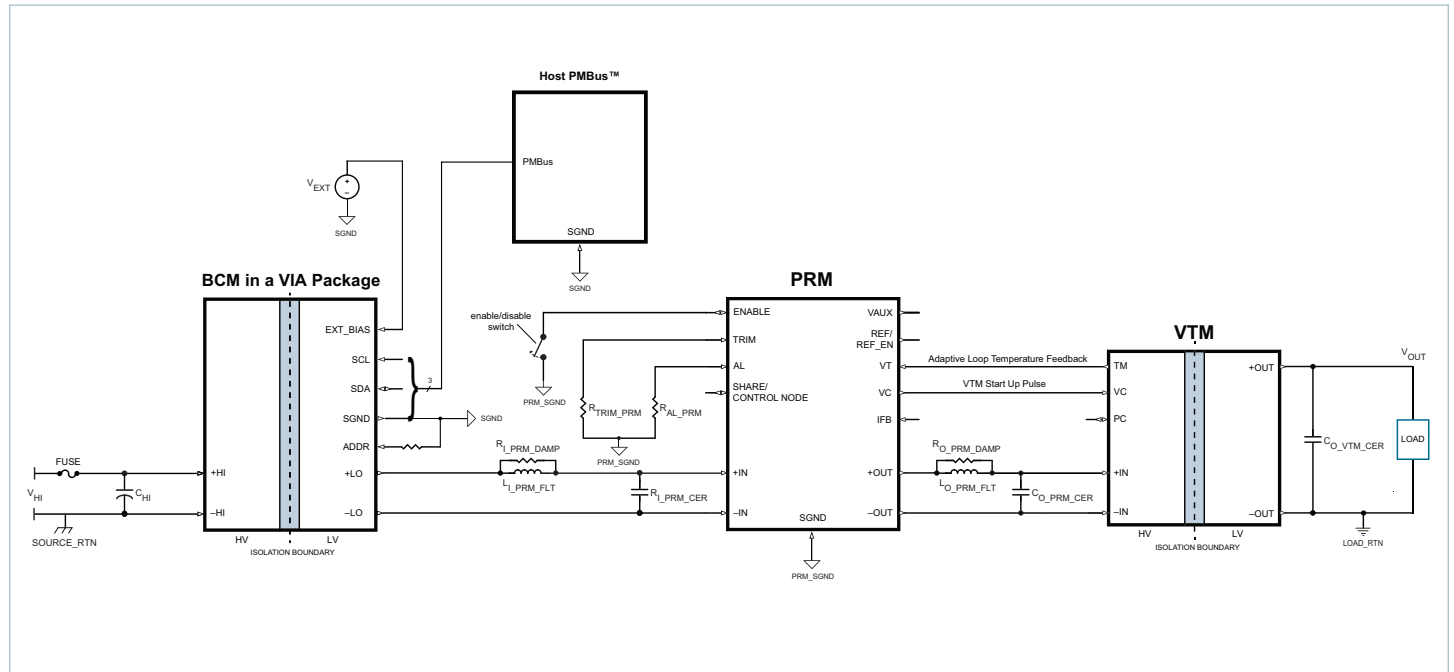 Host PMBus™
PMBus
SGND
SGND
V_EXT
SGND
BCM in a VIA Package
EXT_BIAS
SCL
SDA
SGND
ADDR
+LO
–LO
+HI
–HI
3
SGND
FUSE
V_HI
C_HI
SOURCE_RTN
HV
LV
ISOLATION BOUNDARY
enable/disable
switch
PRM_SGND
R_TRIM_PRM
R_AL_PRM
PRM_SGND
R_I_PRM_DAMP
L_I_PRM_FLT
R_I_PRM_CER
PRM
ENABLE
TRIM
AL
SHARE/
CONTROL NODE
+IN
–IN
VAUX
REF/
REF_EN
VT
VC
IFB
+OUT
–OUT
SGND
PRM_SGND
Adaptive Loop Temperature Feedback
VTM Start Up Pulse
R_O_PRM_DAMP
L_O_PRM_FLT
C_O_PRM_CER
VTM
TM
VC
PC
+IN
–IN
+OUT
–OUT
HV
LV
ISOLATION BOUNDARY
V_OUT
C_O_VTM_CER
LOAD
LOAD_RTN